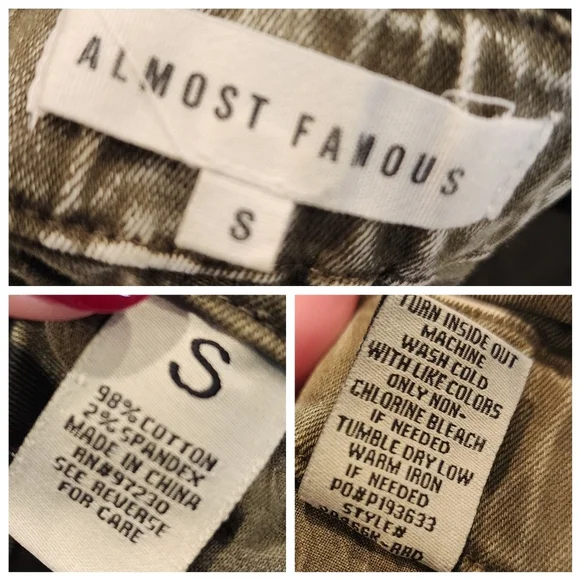 ALMOST FAMOUS
S
S
98% COTTON
2% SPANDEX
MADE IN CHINA
RN#97230
SEE REVERSE
FOR CARE
TURN INSIDE OUT
MACHINE
WASH COLD
WITH LIKE COLORS
ONLY NON-
CHLORINE BLEACH
IF NEEDED
TUMBLE DRY LOW
WARM IRON
IF NEEDED
PO#P193633
STYLE#